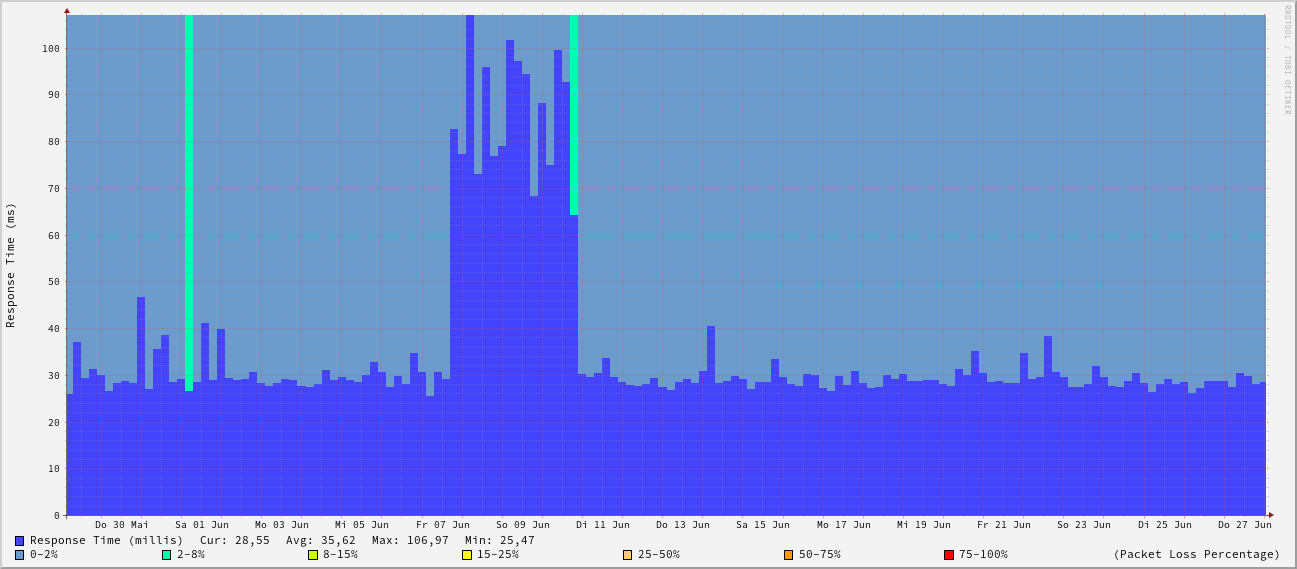 RRDTOOL / TOBI OETIKER
Response Time (ms)
100
90
80
70
60
50
40
30
20
10
0
Do 30 Mai Sa 01 Jun Mo 03 Jun Mi 05 Jun Fr 07 Jun So 09 Jun Di 11 Jun Do 13 Jun Sa 15 Jun Mo 17 Jun Mi 19 Jun Fr 21 Jun So 23 Jun Di 25 Jun Do 27 Jun
Response Time (millis) Cur: 28,55 Avg: 35,62 Max: 106,97 Min: 25,47
0-2% 2-8% 8-15% 15-25% 25-50% 50-75% 75-100% (Packet Loss Percentage)